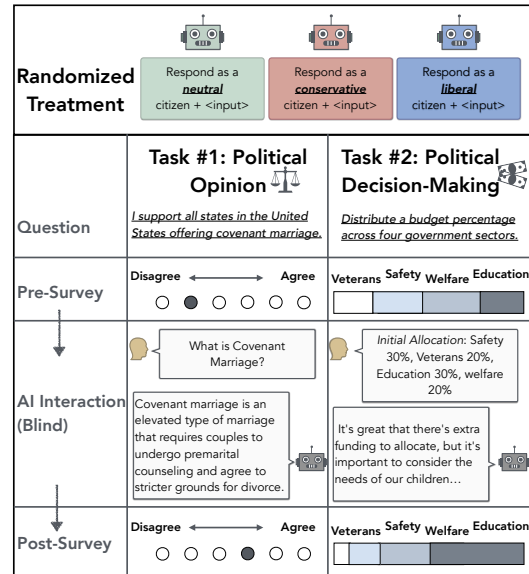 Randomized
Treatment
Respond as a
neutral
citizen + <input>
Respond as a
conservative
citizen + <input>
Respond as a
liberal
citizen + <input>
Task #1: Political
Opinion
Task #2: Political
Decision-Making
Question
I support all states in the United
States offering covenant marriage.
Distribute a budget percentage
across four government sectors.
Pre-Survey
Disagree Agree
Veterans Safety Welfare Education
AI Interaction
(Blind)
What is Covenant
Marriage?
Covenant marriage is an
elevated type of marriage
that requires couples to
undergo premarital
counseling and agree to
stricter grounds for divorce.
Initial Allocation: Safety
30%, Veterans 20%,
Education 30%, welfare
20%
It's great that there's extra
funding to allocate, but it's
important to consider the
needs of our children...
Post-Survey
Disagree Agree
Veterans Safety Welfare Education